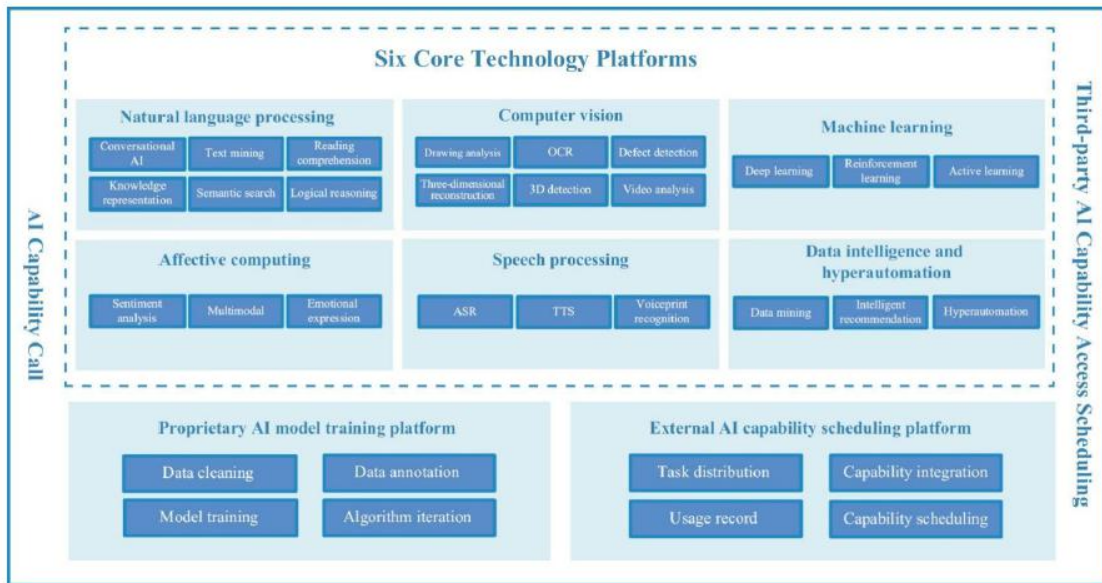 Six Core Technology Platforms
Natural language processing
Conversational
AI
Text mining
Reading
comprehension
Knowledge
representation
Semantic search
Logical reasoning
Computer vision
Drawing analysis
OCR
Defect detection
Three-dimensional
reconstruction
3D detection
Video analysis
Machine learning
Deep learning
Reinforcement
learning
Active learning
Affective computing
Sentiment
analysis
Multimodal
Emotional
expression
Speech processing
ASR
TTS
Voiceprint
recognition
Data intelligence and
hyperautomation
Data mining
Intelligent
recommendation
Hyperautomation
AI Capability Call
Third-party AI Capability Access Scheduling
Proprietary AI model training platform
Data cleaning
Data annotation
Model training
Algorithm iteration
External AI capability scheduling platform
Task distribution
Capability integration
Usage record
Capability scheduling